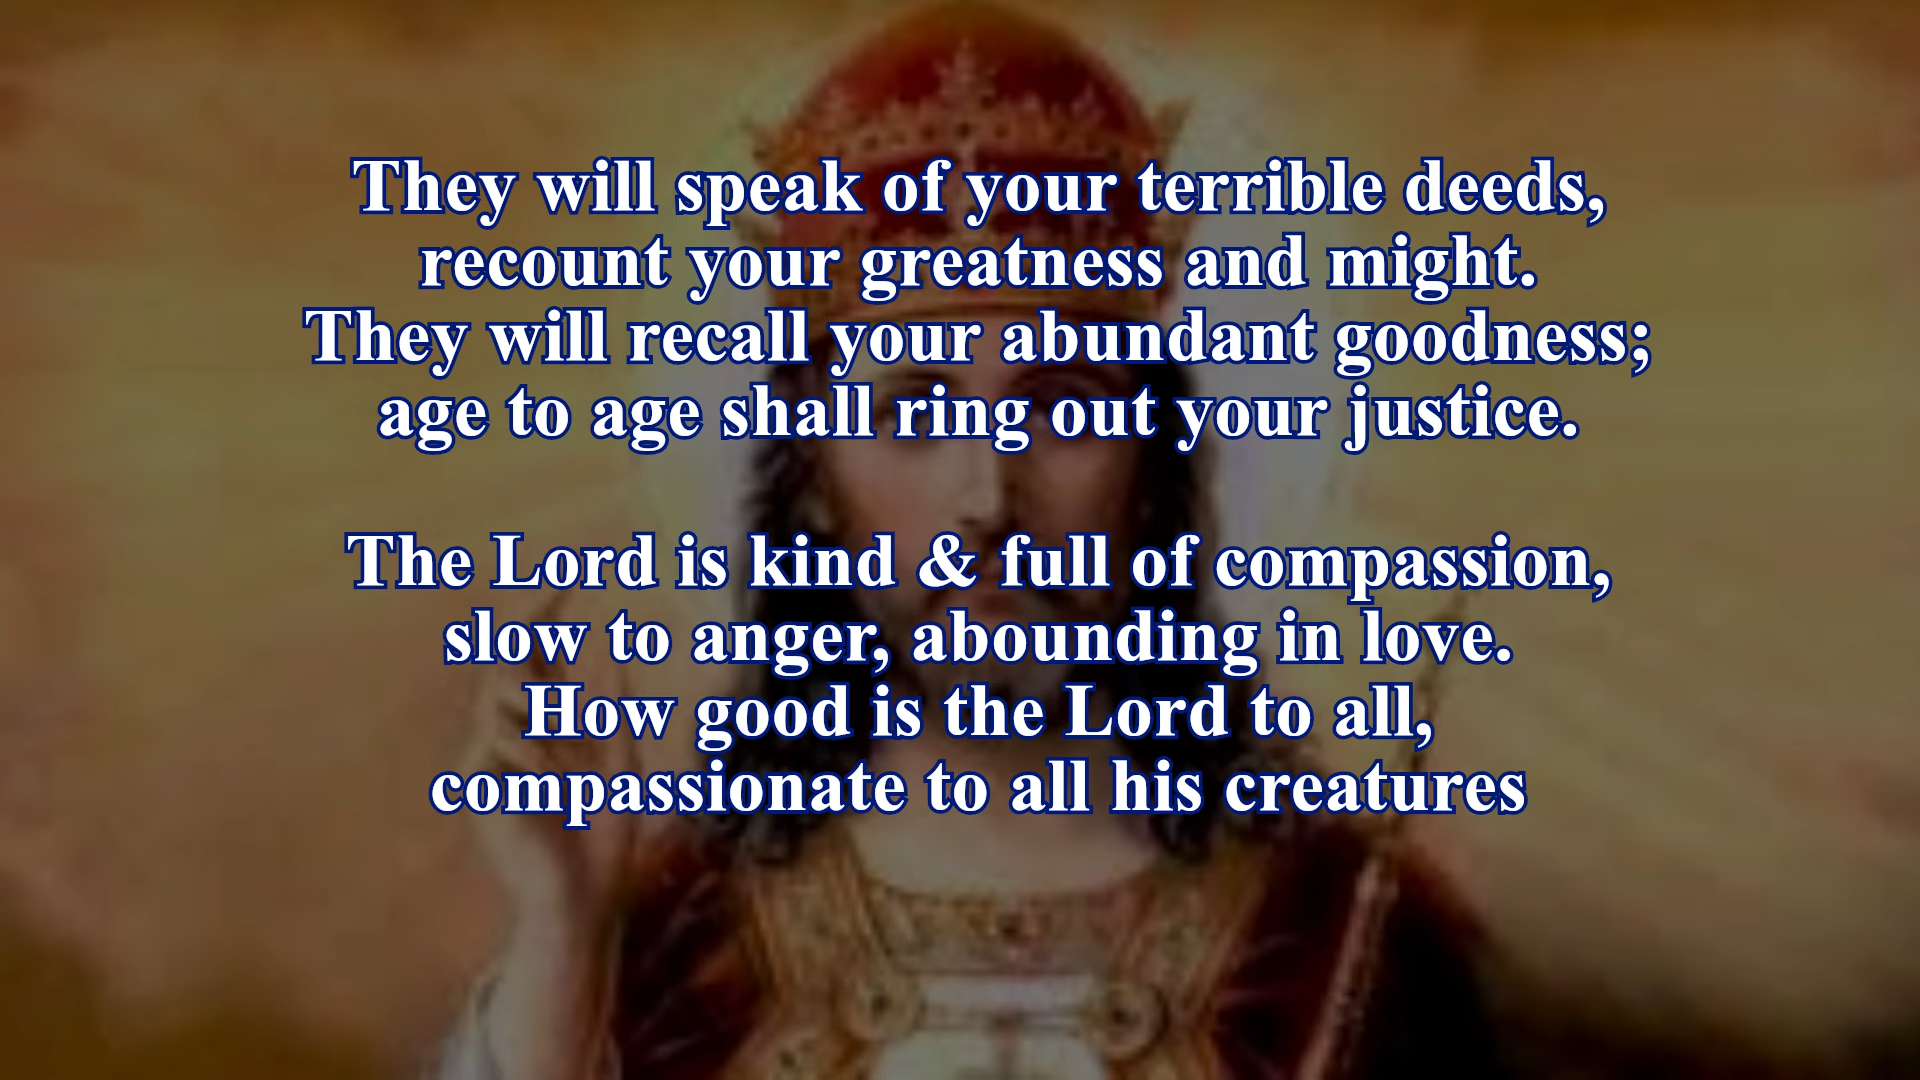 They will speak of your terrible deeds,
recount your greatness and might.
They will recall your abundant goodness;
age to age shall ring out your justice.
The Lord is kind & full of compassion,
slow to anger, abounding in love.
How good is the Lord to all,
compassionate to all his creatures